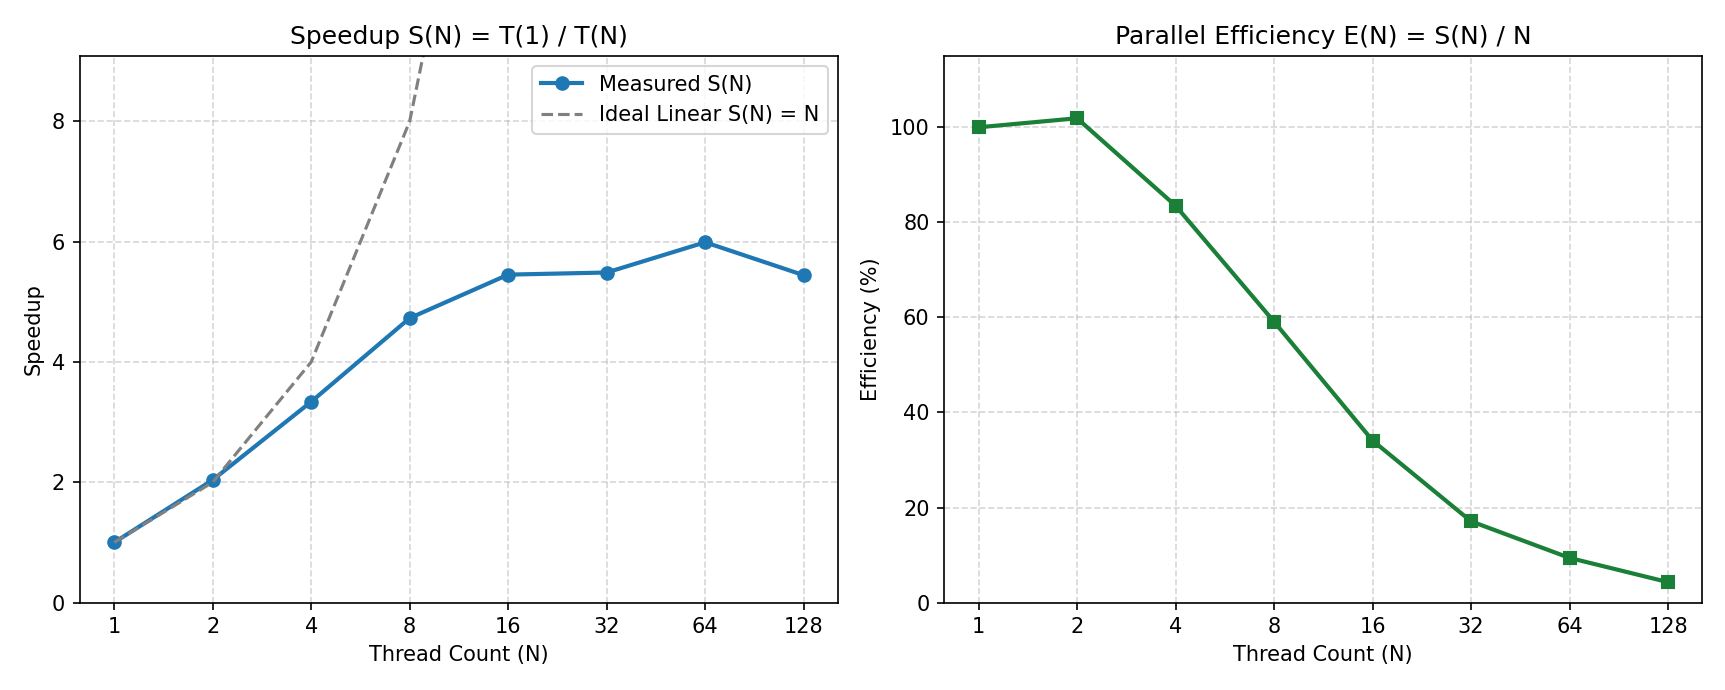 Speedup S(N) = T(1) / T(N)
Measured S(N)
Ideal Linear S(N) = N
Speedup
8
6
4
2
0
1 2 4 8 16 32 64 128
Thread Count (N)
Parallel Efficiency E(N) = S(N) / N
Efficiency (%)
100
80
60
40
20
0
1 2 4 8 16 32 64 128
Thread Count (N)